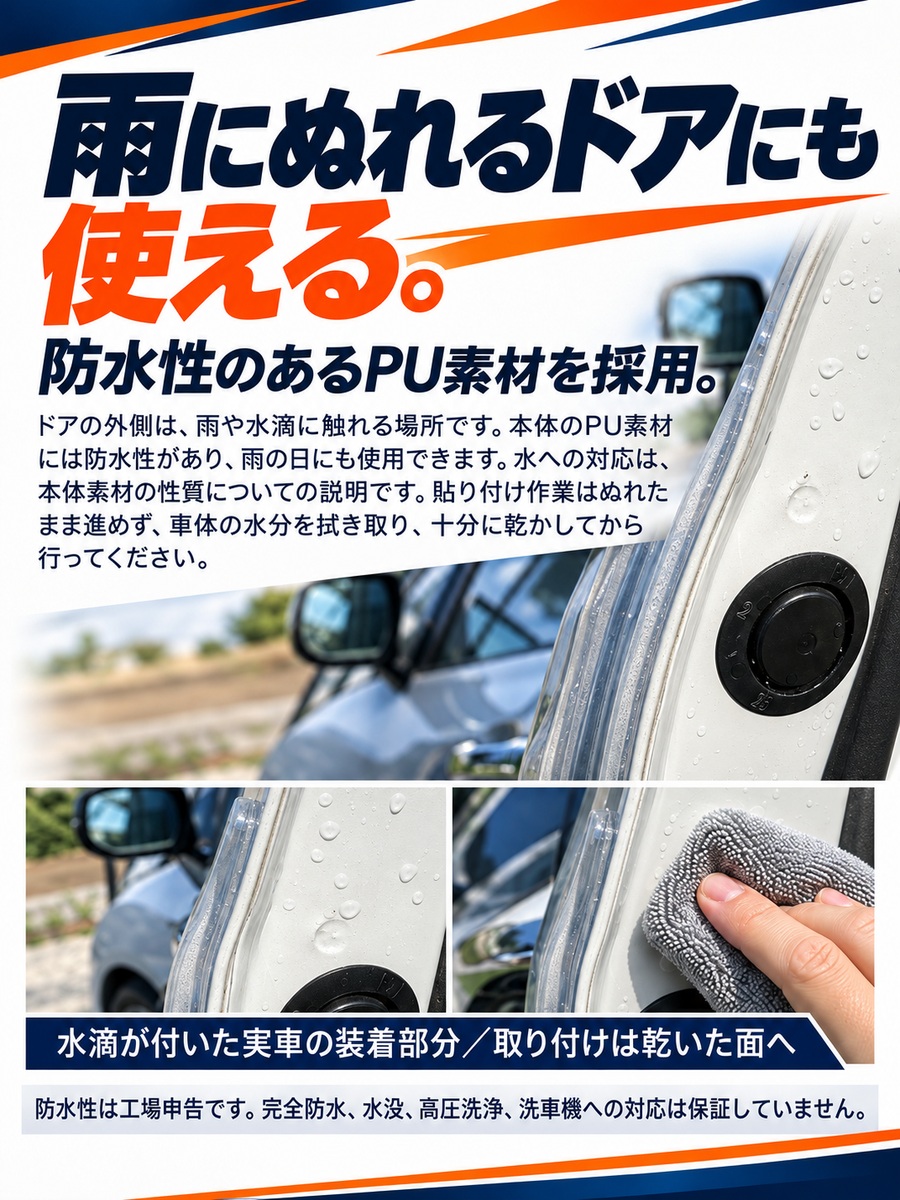 雨にぬれるドアにも
使える。
防水性のあるPU素材を採用。
ドアの外側は、雨や水滴に触れる場所です。本体のPU素材
には防水性があり、雨の日にも使用できます。水への対応は、
本体素材の性質についての説明です。貼り付け作業はぬれた
まま進めず、車体の水分を拭き取り、十分に乾かしてから
行ってください。
水滴が付いた実車の装着部分／取り付けは乾いた面へ
防水性は工場申告です。完全防水、水没、高圧洗浄、洗車機への対応は保証していません。